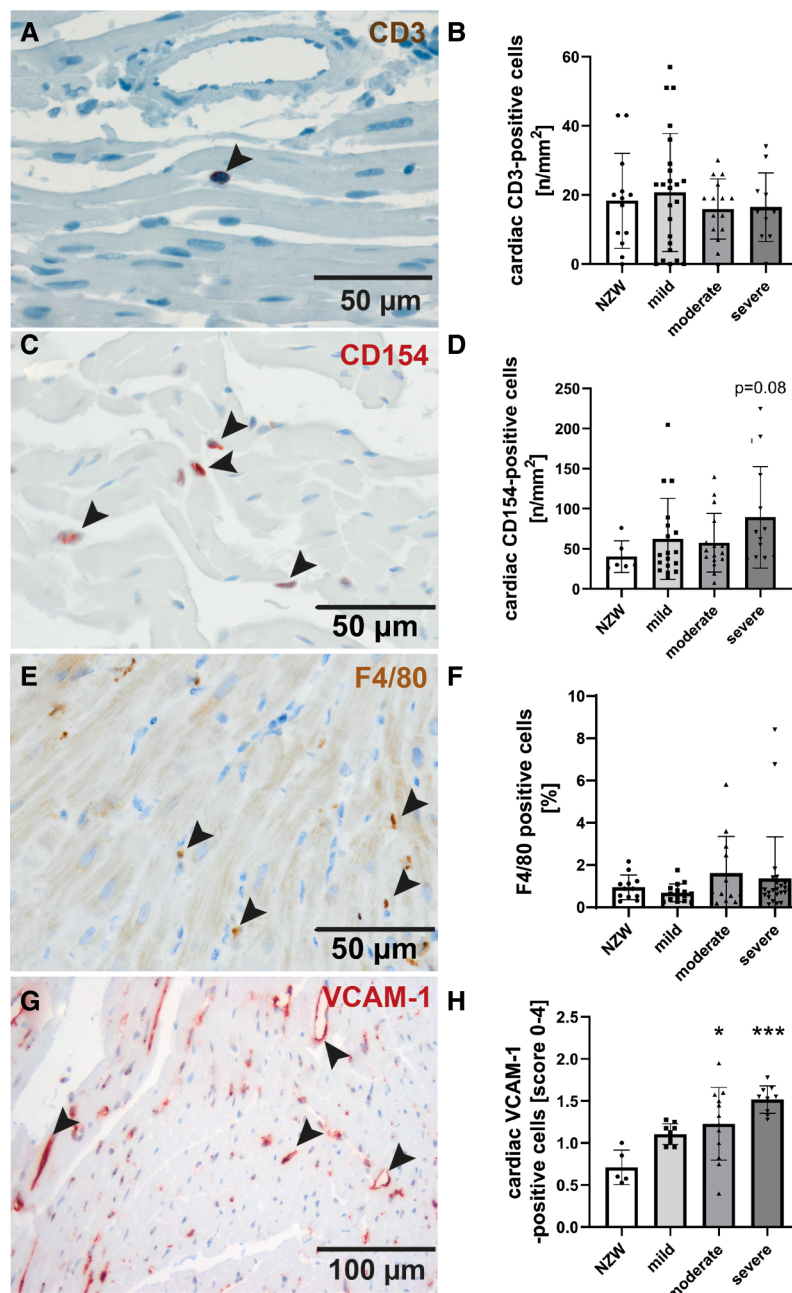 A
CD3
50 µm
B
cardiac CD3-positive cells
[n/mm²]
60
40
20
0
NZW
mild
moderate
severe
C
CD154
50 µm
D
cardiac CD154-positive cells
[n/mm²]
250
200
150
100
50
0
p=0.08
NZW
mild
moderate
severe
E
F4/80
50 µm
F
F4/80 positive cells
[%]
10
8
6
4
2
0
NZW
mild
moderate
severe
G
VCAM-1
100 µm
H
cardiac VCAM-1
-positive cells [score 0-4]
2.5
2.0
1.5
1.0
0.5
0.0
*
***
NZW
mild
moderate
severe